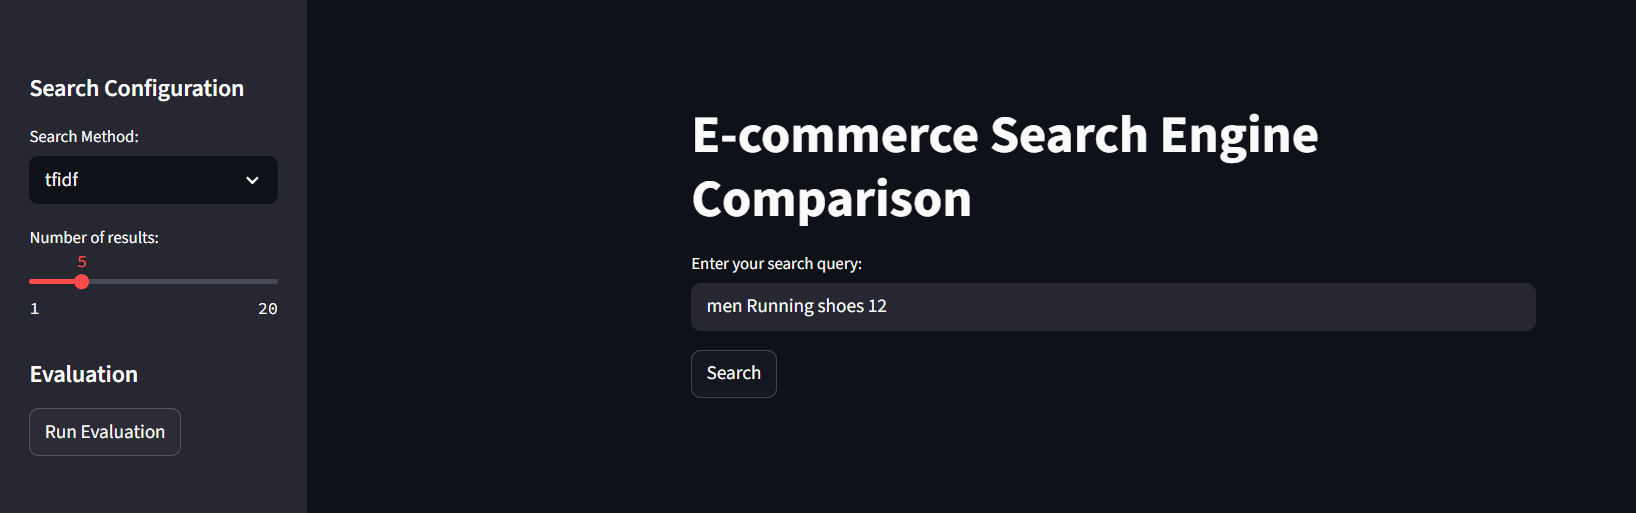 Search Configuration
Search Method:
tfidf
Number of results:
5
1 20
Evaluation
Run Evaluation
E-commerce Search Engine
Comparison
Enter your search query:
men Running shoes 12
Search